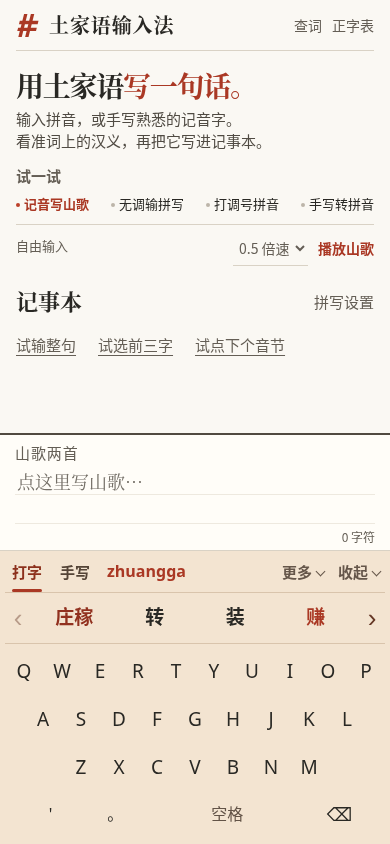 # 土家语输入法 查词 正字表
用土家语写一句话。
输入拼音，或手写熟悉的记音字。
看准词上的汉义，再把它写进记事本。
试一试
记音写山歌 无调输拼写 打调号拼音 手写转拼音
自由输入 0.5 倍速 播放山歌
记事本 拼写设置
试输整句 试选前三字 试点下个音节
山歌两首
点这里写山歌…
0 字符
打字 手写 zhuangga 更多 收起
‹ 庄稼 转 装 赚 ›
Q W E R T Y U I O P
A S D F G H J K L
Z X C V B N M
' 。 空格 ⌫